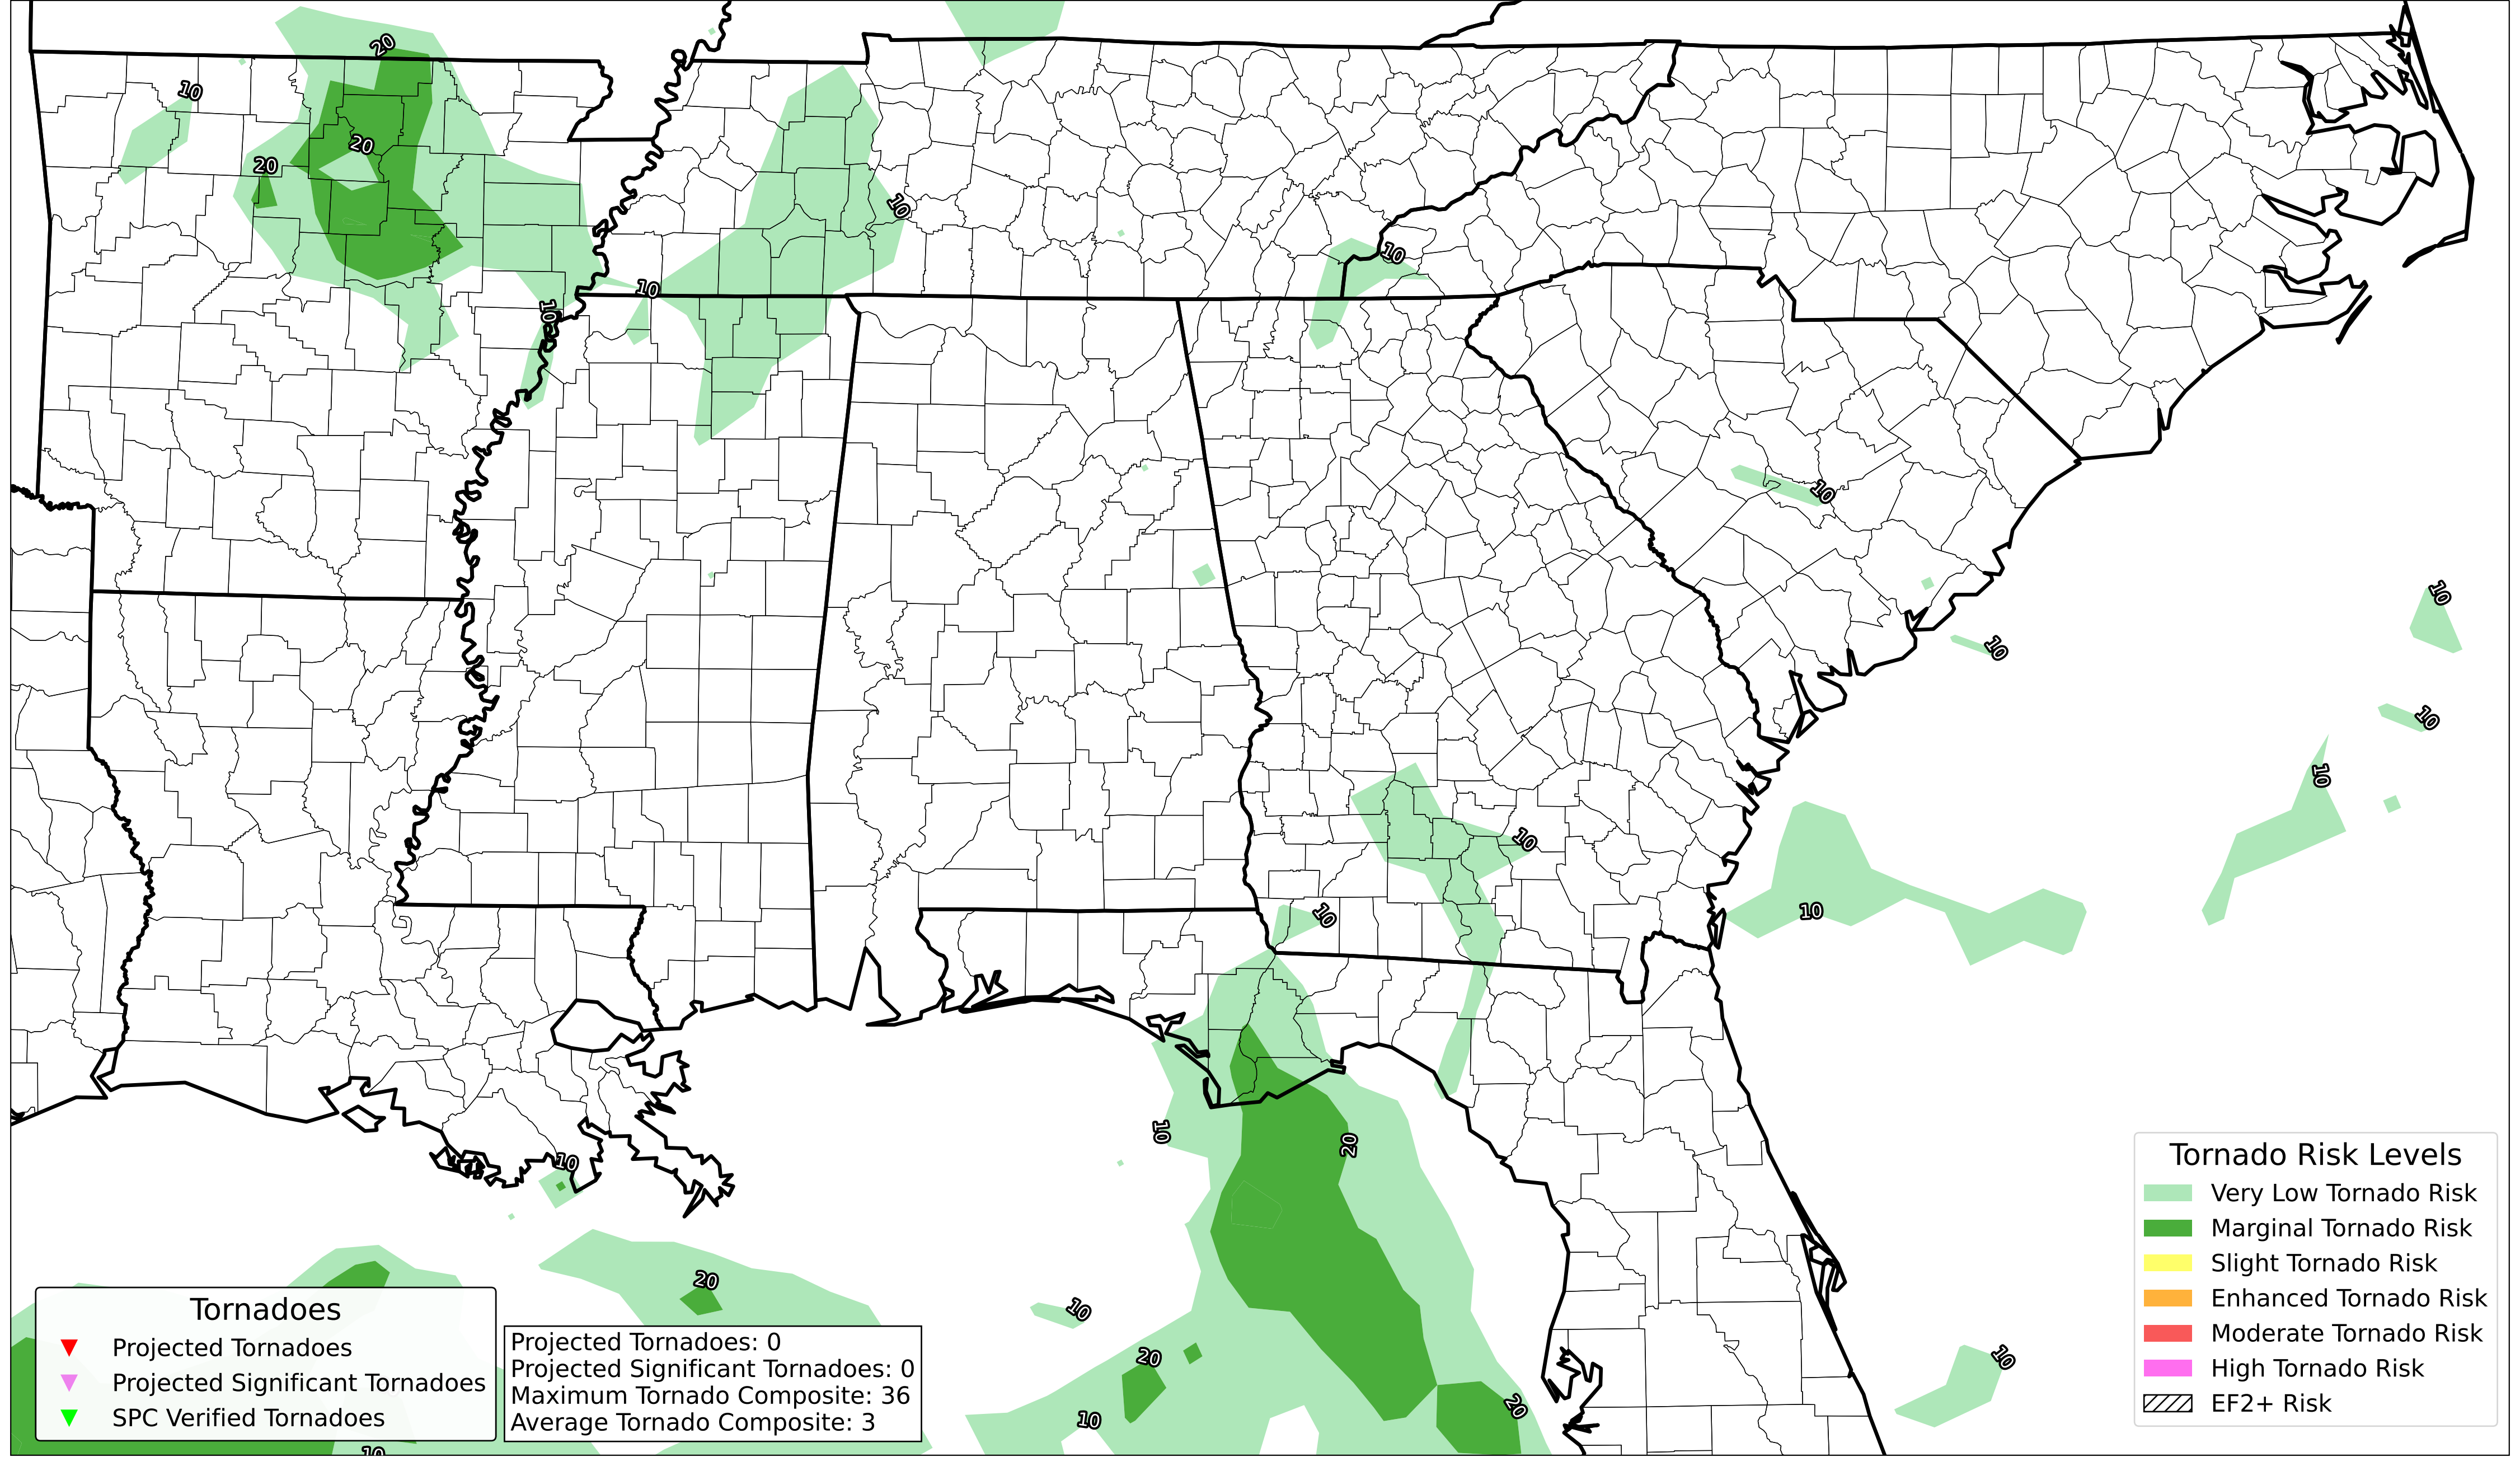 20
10
20
20
10
10
10
10
10
10
10
10
10
10
10
10
10
20
10
20
10
20
10
10
20
10
Tornadoes
Projected Tornadoes
Projected Significant Tornadoes
SPC Verified Tornadoes
Projected Tornadoes: 0
Projected Significant Tornadoes: 0
Maximum Tornado Composite: 36
Average Tornado Composite: 3
Tornado Risk Levels
Very Low Tornado Risk
Marginal Tornado Risk
Slight Tornado Risk
Enhanced Tornado Risk
Moderate Tornado Risk
High Tornado Risk
EF2+ Risk
10